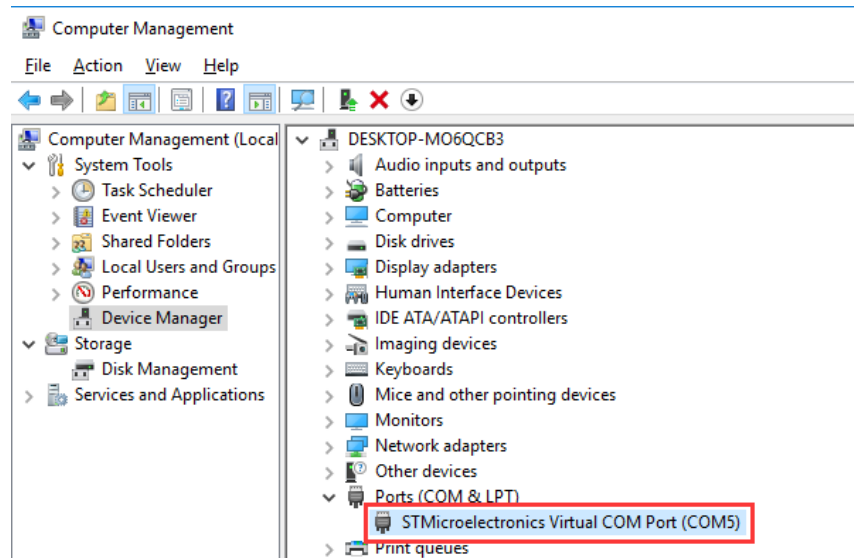 Computer Management
File Action View Help
Computer Management (Local
System Tools
Task Scheduler
Event Viewer
Shared Folders
Local Users and Groups
Performance
Device Manager
Storage
Disk Management
Services and Applications
DESKTOP-MO6QCB3
Audio inputs and outputs
Batteries
Computer
Disk drives
Display adapters
Human Interface Devices
IDE ATA/ATAPI controllers
Imaging devices
Keyboards
Mice and other pointing devices
Monitors
Network adapters
Other devices
Ports (COM & LPT)
STMicroelectronics Virtual COM Port (COM5)
Print queues